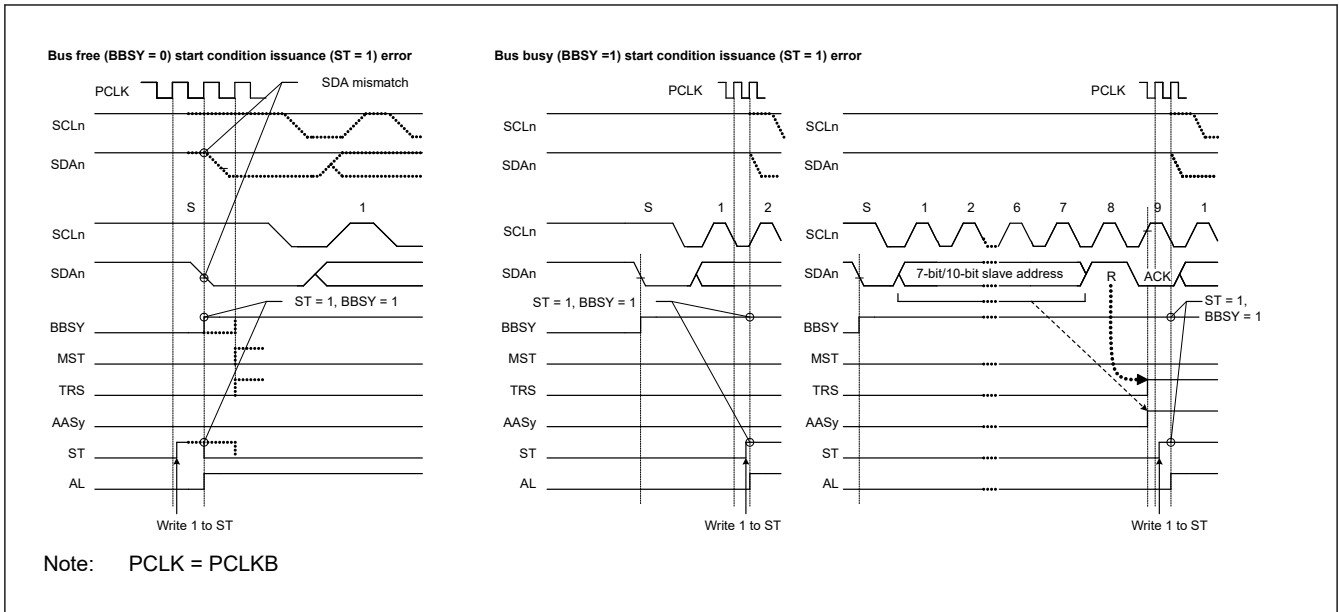 Bus free (BBSY = 0) start condition issuance (ST = 1) error
PCLK
SDA mismatch
SCLn
SDAn
S 1
SCLn
SDAn
ST = 1, BBSY = 1
BBSY
MST
TRS
AASy
ST
AL
Write 1 to ST
Bus busy (BBSY =1) start condition issuance (ST = 1) error
PCLK
SCLn
SDAn
S 1 2
SCLn
SDAn
ST = 1, BBSY = 1
BBSY
MST
TRS
AASy
ST
AL
Write 1 to ST
PCLK
SCLn
SDAn
S 1 2 6 7 8 9 1
SCLn
SDAn 7-bit/10-bit slave address R ACK
ST = 1,
BBSY = 1
BBSY
MST
TRS
AASy
ST
AL
Write 1 to ST
Note: PCLK = PCLKB